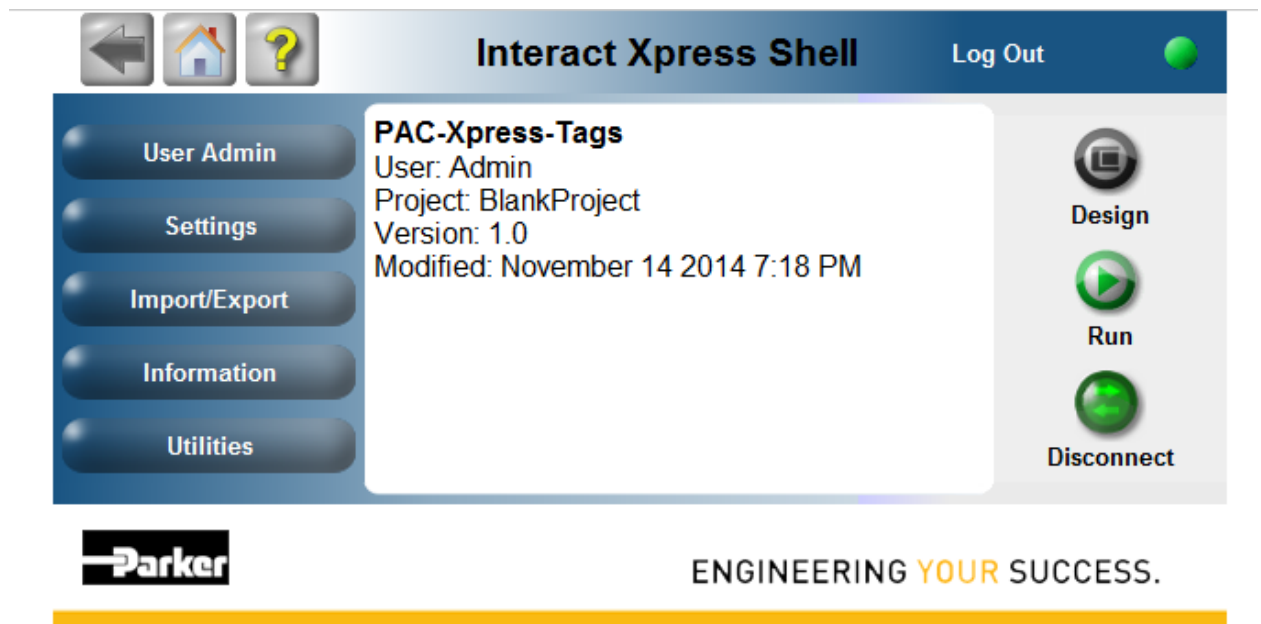 Interact Xpress Shell
Log Out
User Admin
Settings
Import/Export
Information
Utilities
PAC-Xpress-Tags
User: Admin
Project: BlankProject
Version: 1.0
Modified: November 14 2014 7:18 PM
Design
Run
Disconnect
Parker
ENGINEERING YOUR SUCCESS.